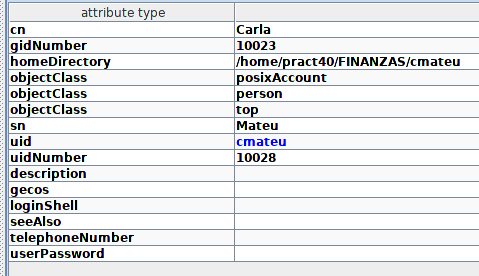 attribute type
cn Carla
gidNumber 10023
homeDirectory /home/pract40/FINANZAS/cmateu
objectClass posixAccount
objectClass person
objectClass top
sn Mateu
uid cmateu
uidNumber 10028
description
gecos
loginShell
seeAlso
telephoneNumber
userPassword